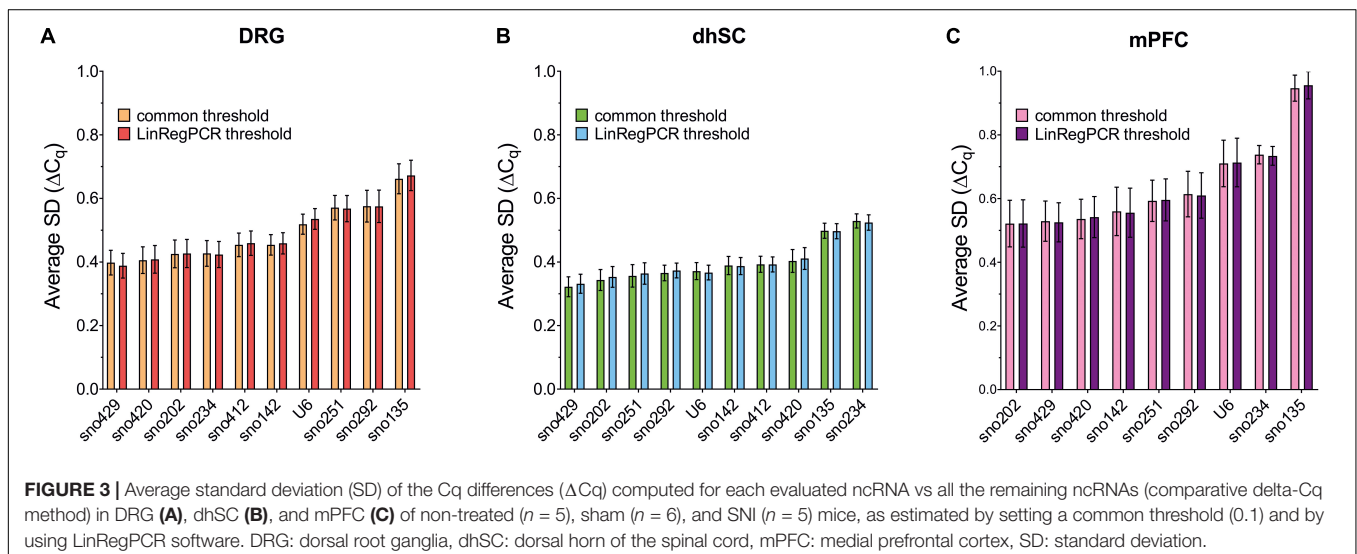 A
DRG
Average SD (ΔCq)
1.0
0.8
0.6
0.4
0.2
0.0
common threshold
LinRegPCR threshold
sno429
sno420
sno202
sno234
sno412
sno142
U6
sno251
sno292
sno135
B
dhSC
Average SD (ΔCq)
1.0
0.8
0.6
0.4
0.2
0.0
common threshold
LinRegPCR threshold
sno429
sno202
sno251
sno292
U6
sno142
sno412
sno420
sno135
sno234
C
mPFC
Average SD (ΔCq)
1.0
0.8
0.6
0.4
0.2
0.0
common threshold
LinRegPCR threshold
sno202
sno429
sno420
sno142
sno251
sno292
U6
sno234
sno135
FIGURE 3 | Average standard deviation (SD) of the Cq differences (ΔCq) computed for each evaluated ncRNA vs all the remaining ncRNAs (comparative delta-Cq
method) in DRG (A), dhSC (B), and mPFC (C) of non-treated (n = 5), sham (n = 6), and SNI (n = 5) mice, as estimated by setting a common threshold (0.1) and by
using LinRegPCR software. DRG: dorsal root ganglia, dhSC: dorsal horn of the spinal cord, mPFC: medial prefrontal cortex, SD: standard deviation.